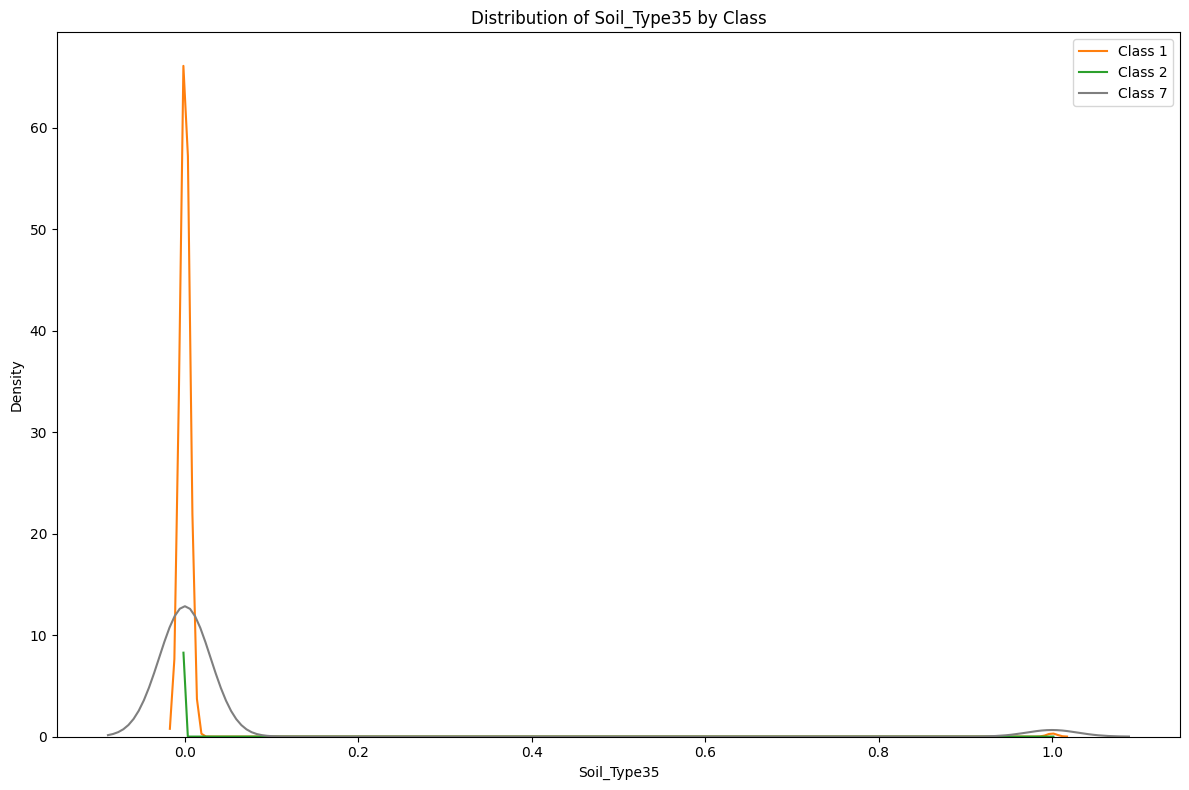 Distribution of Soil_Type35 by Class
Class 1
Class 2
Class 7
Density
60
50
40
30
20
10
0
0.0 0.2 0.4 0.6 0.8 1.0
Soil_Type35